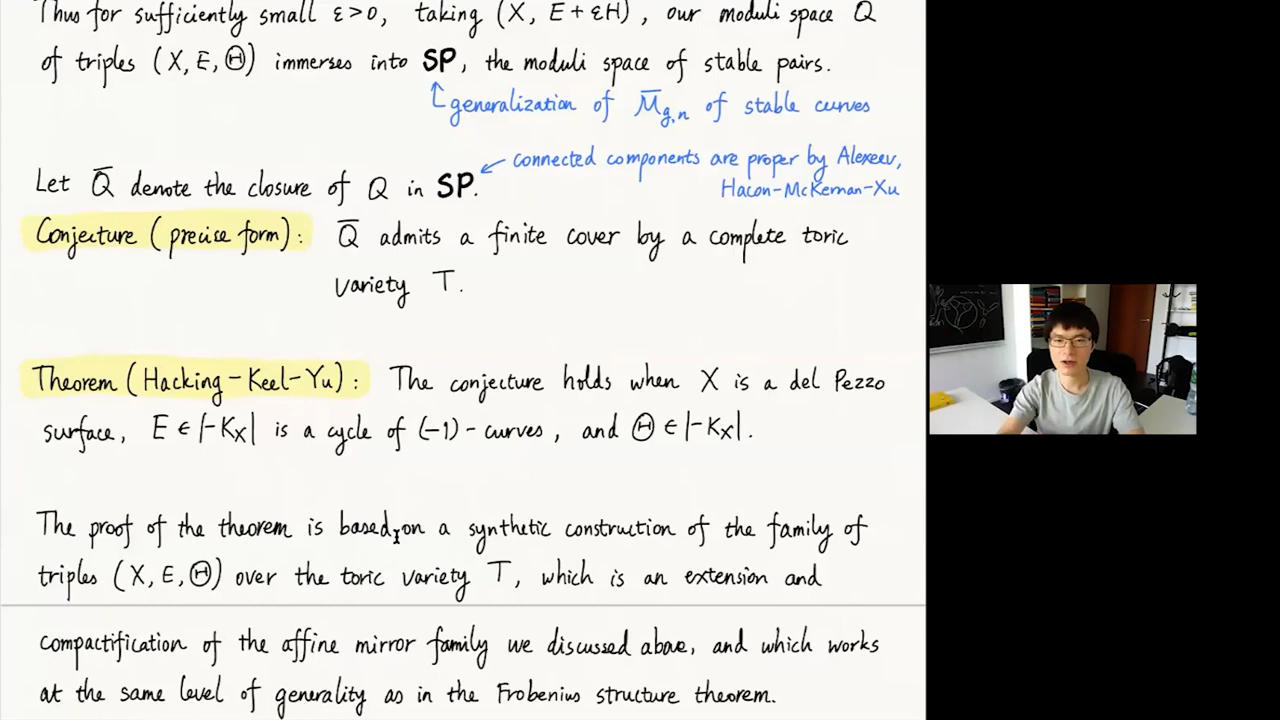 Thus for sufficiently small ε>0, taking (X, E+εH), our moduli space Q
of triples (X, E, Θ) immerses into SP, the moduli space of stable pairs.
generalization of M̄g,n of stable curves
connected components are proper by Alexeev,
Hacon-McKernan-Xu
Let Q̄ denote the closure of Q in SP.
Conjecture (precise form): Q̄ admits a finite cover by a complete toric
variety T.
Theorem (Hacking-Keel-Yu): The conjecture holds when X is a del Pezzo
surface, E ∈ |-K_X| is a cycle of (-1)-curves, and Θ ∈ |-K_X|.
The proof of the theorem is based on a synthetic construction of the family of
triples (X, E, Θ) over the toric variety T, which is an extension and
compactification of the affine mirror family we discussed above, and which works
at the same level of generality as in the Frobenius structure theorem.